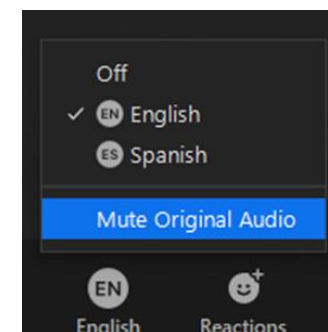 Off
EN English
ES Spanish
Mute Original Audio
EN
English
Reactions